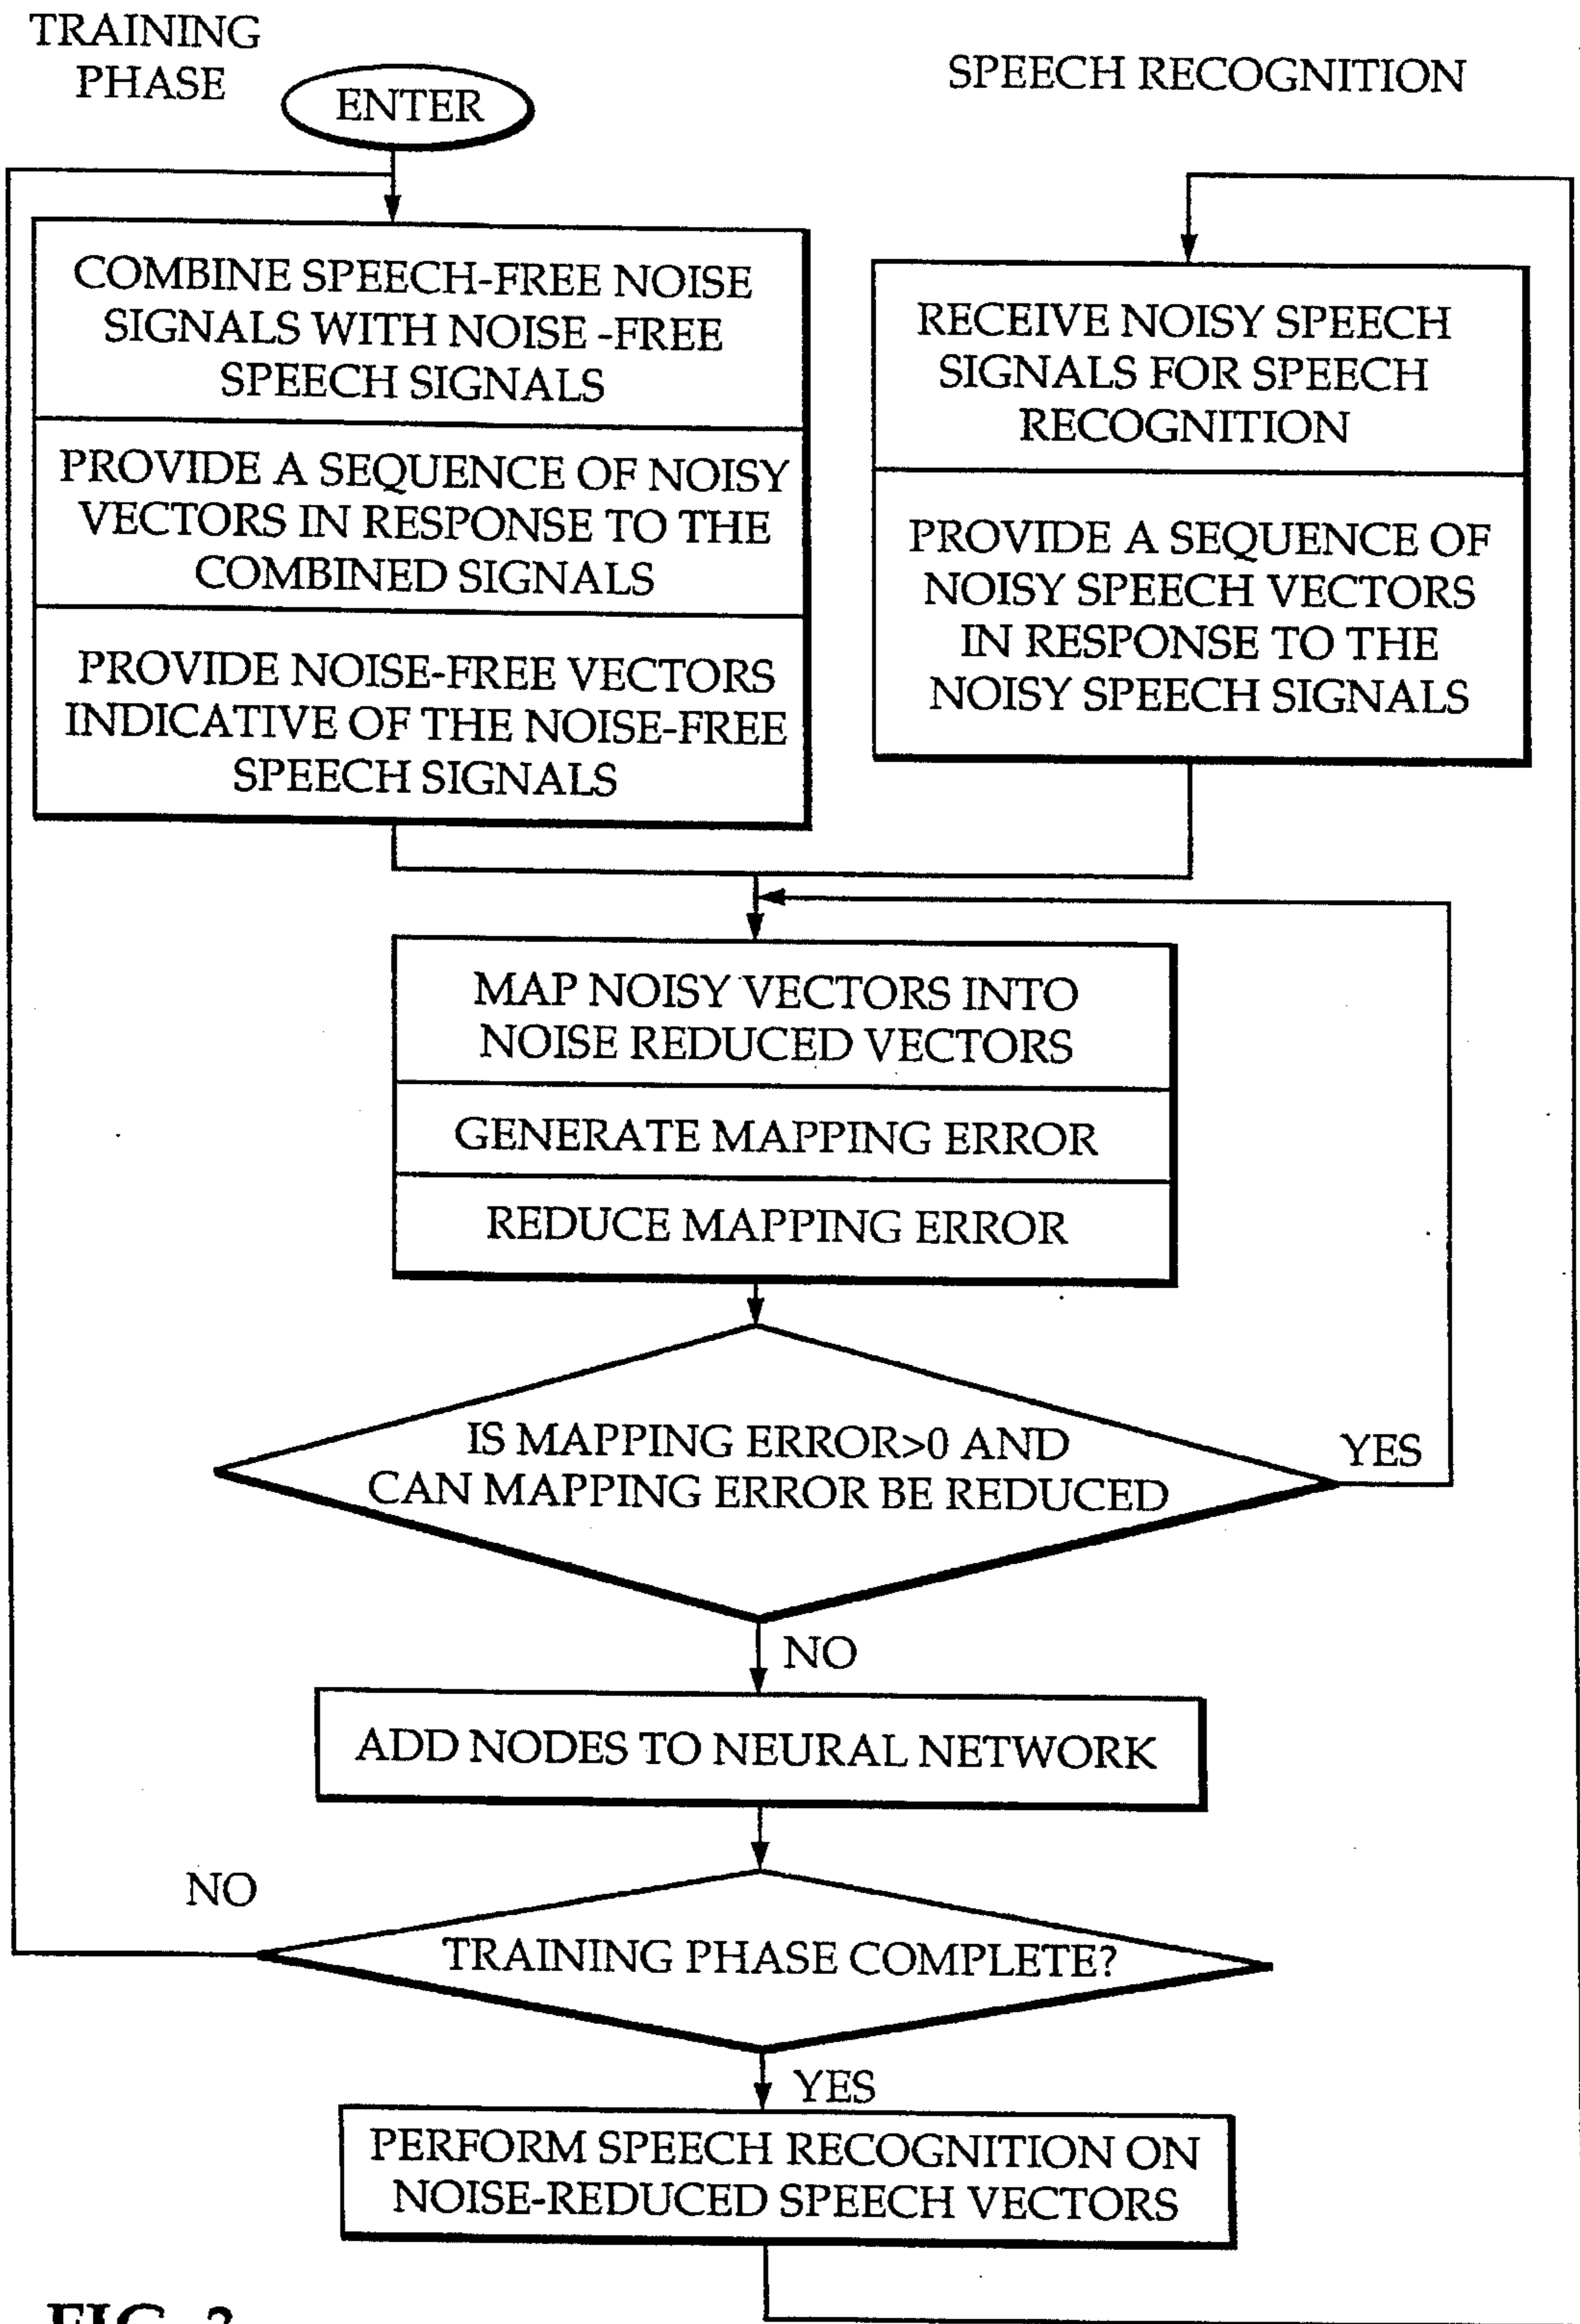 TRAINING
PHASE
ENTER
SPEECH RECOGNITION
COMBINE SPEECH-FREE NOISE
SIGNALS WITH NOISE -FREE
SPEECH SIGNALS
PROVIDE A SEQUENCE OF NOISY
VECTORS IN RESPONSE TO THE
COMBINED SIGNALS
PROVIDE NOISE-FREE VECTORS
INDICATIVE OF THE NOISE-FREE
SPEECH SIGNALS
RECEIVE NOISY SPEECH
SIGNALS FOR SPEECH
RECOGNITION
PROVIDE A SEQUENCE OF
NOISY SPEECH VECTORS
IN RESPONSE TO THE
NOISY SPEECH SIGNALS
MAP NOISY VECTORS INTO
NOISE REDUCED VECTORS
GENERATE MAPPING ERROR
REDUCE MAPPING ERROR
IS MAPPING ERROR>0 AND
CAN MAPPING ERROR BE REDUCED
YES
NO
ADD NODES TO NEURAL NETWORK
NO
TRAINING PHASE COMPLETE?
YES
PERFORM SPEECH RECOGNITION ON
NOISE-REDUCED SPEECH VECTORS
FIG.